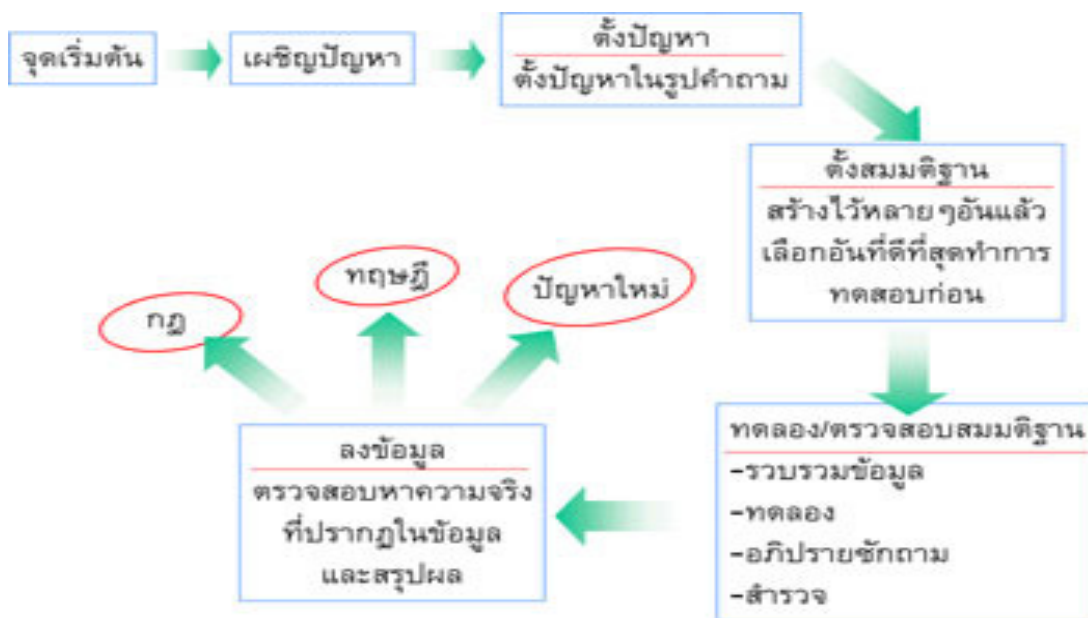 จุดเริ่มต้น
เผชิญปัญหา
ตั้งปัญหา
ตั้งปัญหาในรูปคำถาม
ตั้งสมมติฐาน
สร้างไว้หลายๆอันแล้ว
เลือกอันที่ดีที่สุดทำการ
ทดสอบก่อน
ทดลอง/ตรวจสอบสมมติฐาน
-รวบรวมข้อมูล
-ทดลอง
-อภิปรายซักถาม
-สำรวจ
ลงข้อมูล
ตรวจสอบหาความจริง
ที่ปรากฏในข้อมูล
และสรุปผล
กฎ
ทฤษฎี
ปัญหาใหม่